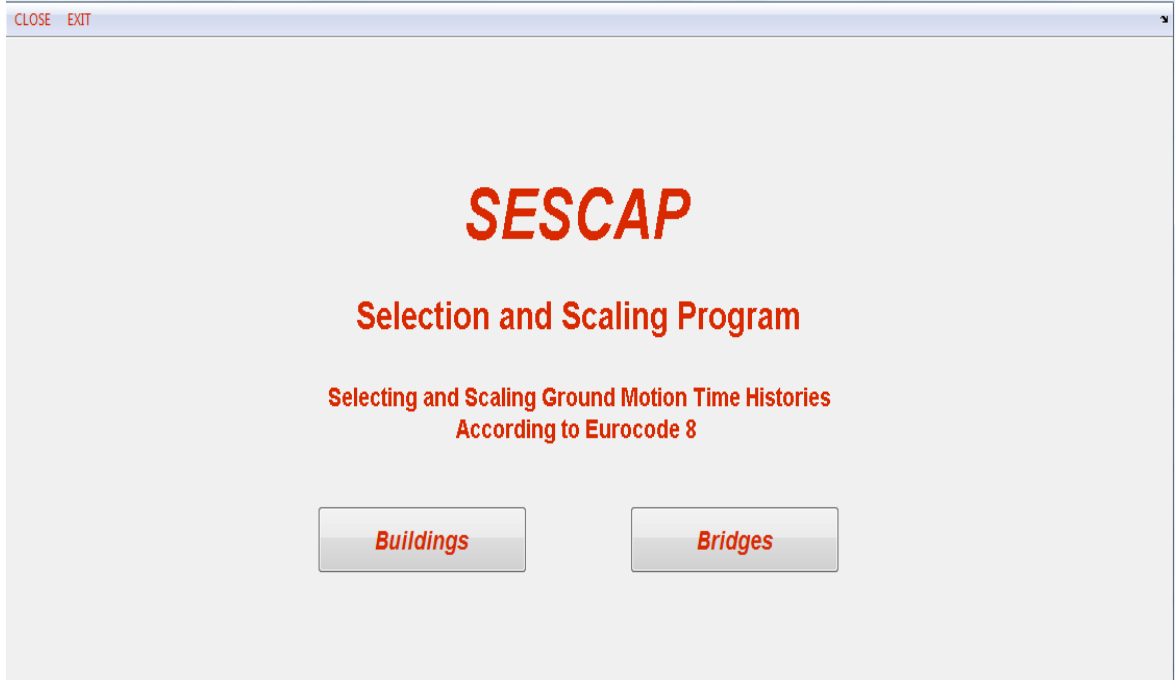 CLOSE EXIT
SESCAP
Selection and Scaling Program
Selecting and Scaling Ground Motion Time Histories
According to Eurocode 8
Buildings Bridges